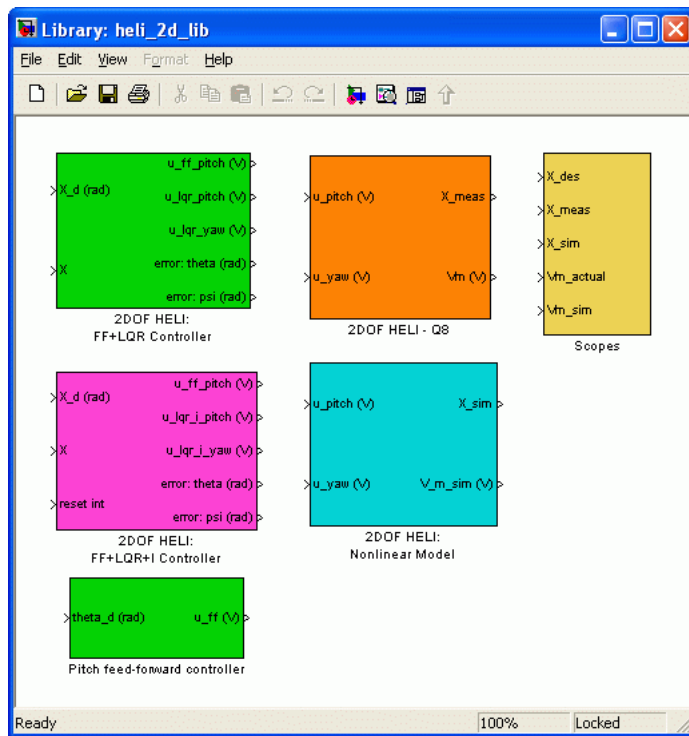 Library: heli_2d_lib
File Edit View Format Help
X_d (rad)
X
u_ff_pitch (V)
u_lqr_pitch (V)
u_lqr_yaw (V)
error: theta (rad)
error: psi (rad)
2DOF HELI:
FF+LQR Controller
u_pitch (V)
u_yaw (V)
X_meas
Vm (V)
2DOF HELI - Q8
X_des
X_meas
X_sim
Vm_actual
Vm_sim
Scopes
X_d (rad)
X
reset int
u_ff_pitch (V)
u_lqr_i_pitch (V)
u_lqr_i_yaw (V)
error: theta (rad)
error: psi (rad)
2DOF HELI:
FF+LQR+I Controller
u_pitch (V)
u_yaw (V)
X_sim
V_m_sim (V)
2DOF HELI:
Nonlinear Model
theta_d (rad)
u_ff (V)
Pitch feed-forward controller
Ready 100% Locked